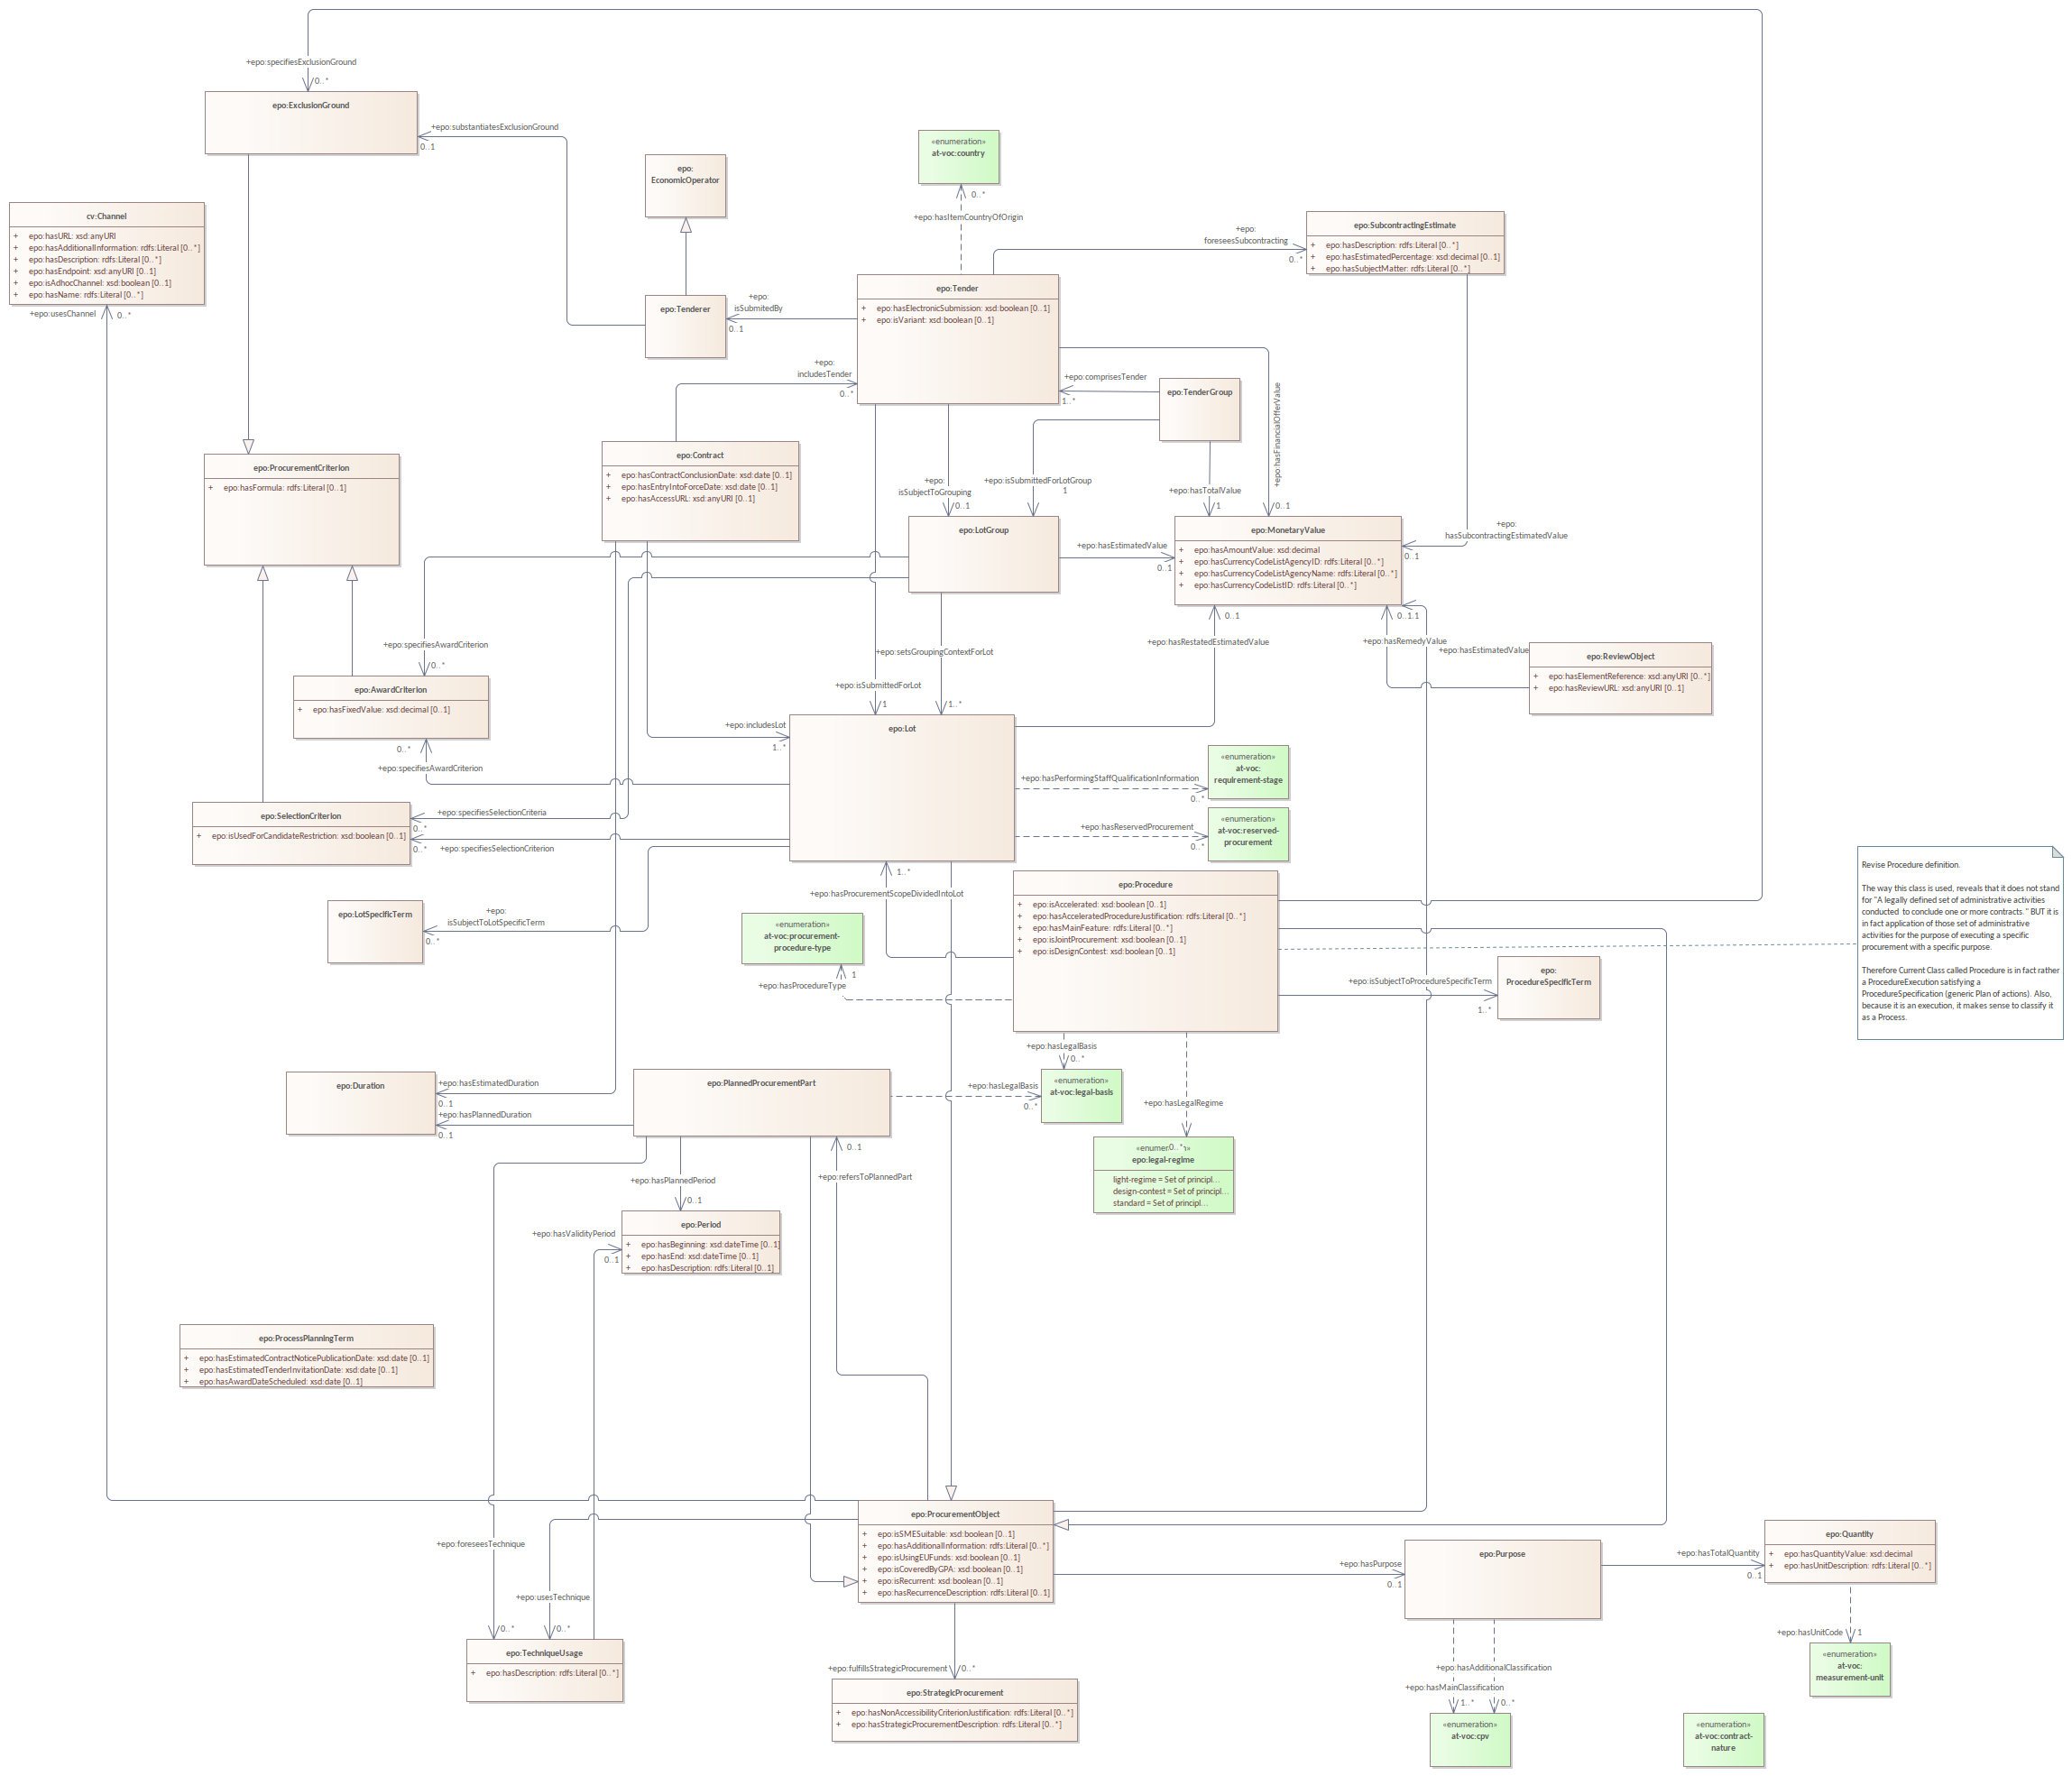 +epo:specifiesExclusionGround
0..*
epo:ExclusionGround
+epo:substantiatesExclusionGround
0..1
«enumeration»
at-voc:country
0..*
+epo:hasItemCountryOfOrigin
epo:
EconomicOperator
cv:Channel
+ epo:hasURL: xsd:anyURI
+ epo:hasAdditionalInformation: rdfs:Literal [0..*]
+ epo:hasDescription: rdfs:Literal [0..*]
+ epo:hasEndpoint: xsd:anyURI [0..1]
+ epo:isAdhocChannel: xsd:boolean [0..1]
+ epo:hasName: rdfs:Literal [0..*]
+epo:usesChannel
0..*
epo:SubcontractingEstimate
+ epo:hasDescription: rdfs:Literal [0..*]
+ epo:hasEstimatedPercentage: xsd:decimal [0..1]
+ epo:hasSubjectMatter: rdfs:Literal [0..*]
+epo:
foreseesSubcontracting
0..*
epo:Tender
+ epo:hasElectronicSubmission: xsd:boolean [0..1]
+ epo:isVariant: xsd:boolean [0..1]
epo:Tenderer
+epo:
isSubmitedBy
0..1
+epo:
includesTender
0..*
+epo:comprisesTender
1..*
epo:TenderGroup
+epo:hasFinancialOfferValue
0..1
epo:ProcurementCriterion
+ epo:hasFormula: rdfs:Literal [0..1]
epo:Contract
+ epo:hasContractConclusionDate: xsd:date [0..1]
+ epo:hasEntryIntoForceDate: xsd:date [0..1]
+ epo:hasAccessURL: xsd:anyURI [0..1]
+epo:
isSubjectToGrouping
0..1
+epo:isSubmittedForLotGroup
1
+epo:hasTotalValue
1
epo:LotGroup
+epo:hasEstimatedValue
0..1
epo:MonetaryValue
+ epo:hasAmountValue: xsd:decimal
+ epo:hasCurrencyCodeListAgencyID: rdfs:Literal [0..*]
+ epo:hasCurrencyCodeListAgencyName: rdfs:Literal [0..*]
+ epo:hasCurrencyCodeListID: rdfs:Literal [0..*]
+epo:
hasSubcontractingEstimatedValue
0..1
0..1
0..1.1
+epo:hasRestatedEstimatedValue
+epo:hasRemedyValue
+epo:hasEstimatedValue
epo:ReviewObject
+ epo:hasElementReference: xsd:anyURI [0..*]
+ epo:hasReviewURL: xsd:anyURI [0..1]
+epo:specifiesAwardCriterion
0..*
+epo:setsGroupingContextForLot
1..*
+epo:isSubmittedForLot
1
epo:AwardCriterion
+ epo:hasFixedValue: xsd:decimal [0..1]
0..*
+epo:specifiesAwardCriterion
+epo:includesLot
1..*
epo:Lot
«enumeration»
at-voc:
requirement-stage
+epo:hasPerformingStaffQualificationInformation
0..*
«enumeration»
at-voc:reserved-
procurement
+epo:hasReservedProcurement
0..*
epo:SelectionCriterion
+ epo:isUsedForCandidateRestriction: xsd:boolean [0..1]
+epo:specifiesSelectionCriteria
0..*
0..*
+epo:specifiesSelectionCriterion
epo:LotSpecificTerm
+epo:
isSubjectToLotSpecificTerm
0..*
1..*
+epo:hasProcurementScopeDividedIntoLot
«enumeration»
at-voc:procurement-
procedure-type
1
+epo:hasProcedureType
epo:Procedure
+ epo:isAccelerated: xsd:boolean [0..1]
+ epo:hasAcceleratedProcedureJustification: rdfs:Literal [0..*]
+ epo:hasMainFeature: rdfs:Literal [0..*]
+ epo:isJointProcurement: xsd:boolean [0..1]
+ epo:isDesignContest: xsd:boolean [0..1]
Revise Procedure definition.
The way this class is used, reveals that it does not stand
for "A legally defined set of administrative activities
conducted  to conclude one or more contracts." BUT it is
in fact application of those set of administrative
activities for the purpose of executing a specific
procurement with a specific purpose.
Therefore Current Class called Procedure is in fact rather
a ProcedureExecution satisfying a
ProcedureSpecification (generic Plan of actions). Also,
because it is an execution, it makes sense to classify it
as a Process.
+epo:isSubjectToProcedureSpecificTerm
1..*
epo:
ProcedureSpecificTerm
+epo:hasLegalBasis
0..*
«enumeration»
at-voc:legal-basis
+epo:hasLegalBasis
0..*
+epo:hasLegalRegime
0..*
epo:legal-regime
light-regime = Set of principl...
design-contest = Set of principl...
standard = Set of principl...
epo:Duration
+epo:hasEstimatedDuration
0..1
+epo:hasPlannedDuration
0..1
epo:PlannedProcurementPart
0..1
+epo:refersToPlannedPart
+epo:hasPlannedPeriod
0..1
+epo:hasValidityPeriod
0..1
epo:Period
+ epo:hasBeginning: xsd:dateTime [0..1]
+ epo:hasEnd: xsd:dateTime [0..1]
+ epo:hasDescription: rdfs:Literal [0..1]
epo:ProcessPlanningTerm
+ epo:hasEstimatedContractNoticePublicationDate: xsd:date [0..1]
+ epo:hasEstimatedTenderInvitationDate: xsd:date [0..1]
+ epo:hasAwardDateScheduled: xsd:date [0..1]
epo:ProcurementObject
+ epo:isSMESuitable: xsd:boolean [0..1]
+ epo:hasAdditionalInformation: rdfs:Literal [0..*]
+ epo:isUsingEUFunds: xsd:boolean [0..1]
+ epo:isCoveredByGPA: xsd:boolean [0..1]
+ epo:isRecurrent: xsd:boolean [0..1]
+ epo:hasRecurrenceDescription: rdfs:Literal [0..1]
+epo:foreseesTechnique
0..*
+epo:usesTechnique
0..*
epo:TechniqueUsage
+ epo:hasDescription: rdfs:Literal [0..*]
+epo:fulfillsStrategicProcurement
0..*
epo:StrategicProcurement
+ epo:hasNonAccessibilityCriterionJustification: rdfs:Literal [0..*]
+ epo:hasStrategicProcurementDescription: rdfs:Literal [0..*]
+epo:hasPurpose
0..1
epo:Purpose
+epo:hasTotalQuantity
0..1
epo:Quantity
+ epo:hasQuantityValue: xsd:decimal
+ epo:hasUnitDescription: rdfs:Literal [0..*]
+epo:hasUnitCode
1
«enumeration»
at-voc:
measurement-unit
+epo:hasAdditionalClassification
+epo:hasMainClassification
1..*
0..*
«enumeration»
at-voc:cpv
«enumeration»
at-voc:contract-
nature